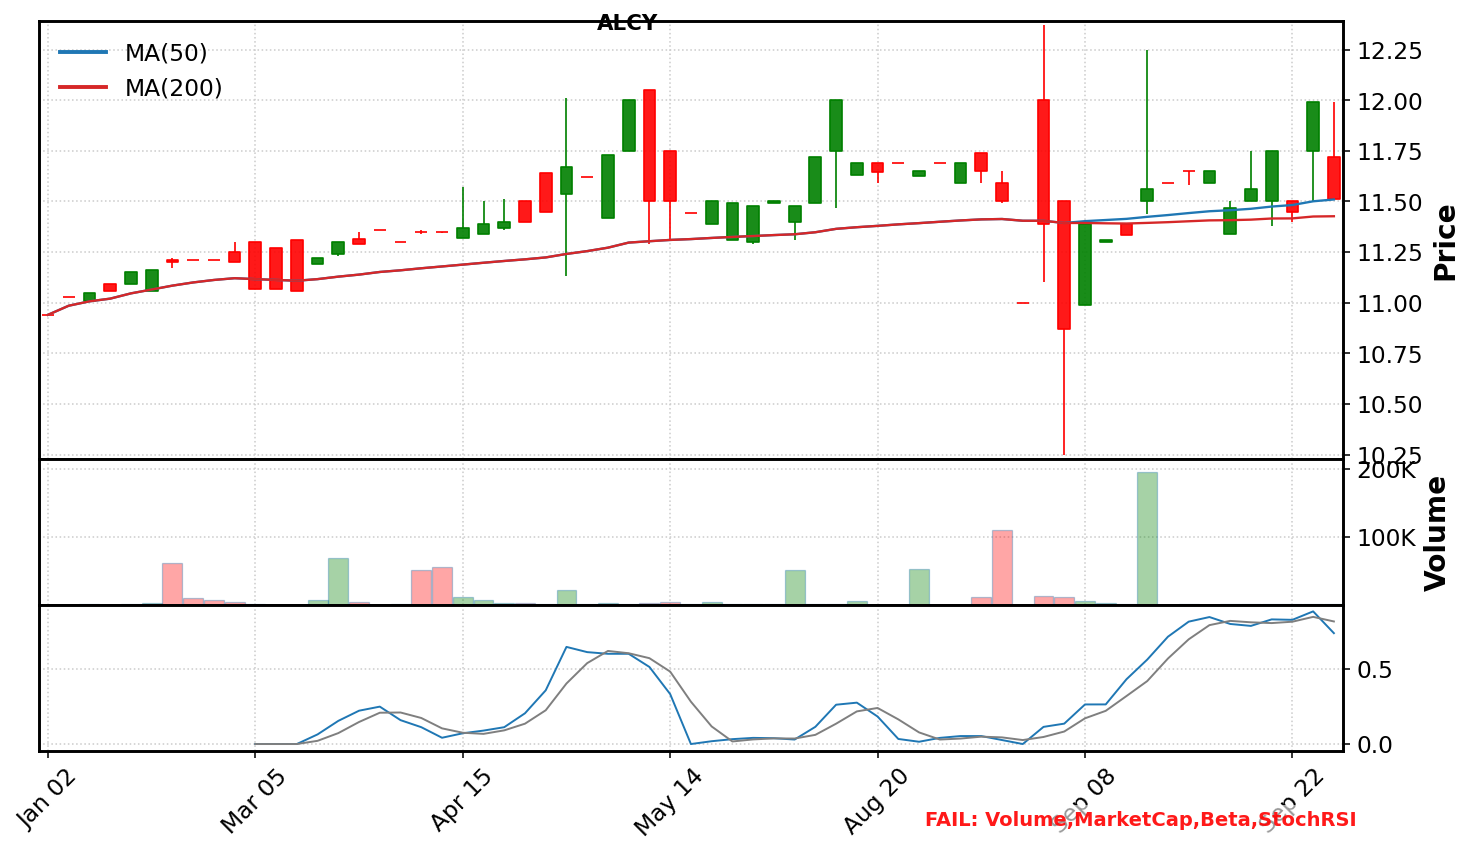 ALCY
MA(50)
MA(200)
12.25
12.00
11.75
11.50
11.25
11.00
10.75
10.50
10.25
Price
200K
100K
Volume
0.5
0.0
Jan 02
Mar 05
Apr 15
May 14
Aug 20
Sep 08
Sep 22
FAIL: Volume,MarketCap,Beta,StochRSI